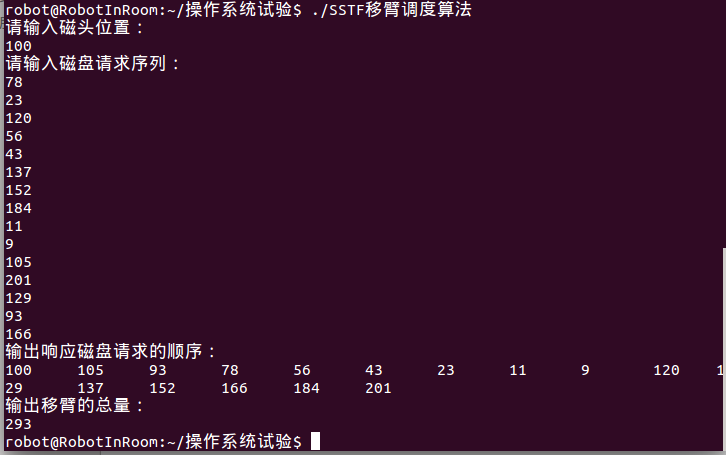 robot@RobotInRoom:~/操作系统试验$ ./SSTF移臂调度算法
请输入磁头位置：
100
请输入磁盘请求序列：
78
23
120
56
43
137
152
184
11
9
105
201
129
93
166
输出响应磁盘请求的顺序：
100 105 93 78 56 43 23 11 9 120 1
29 137 152 166 184 201
输出移臂的总量：
293
robot@RobotInRoom:~/操作系统试验$